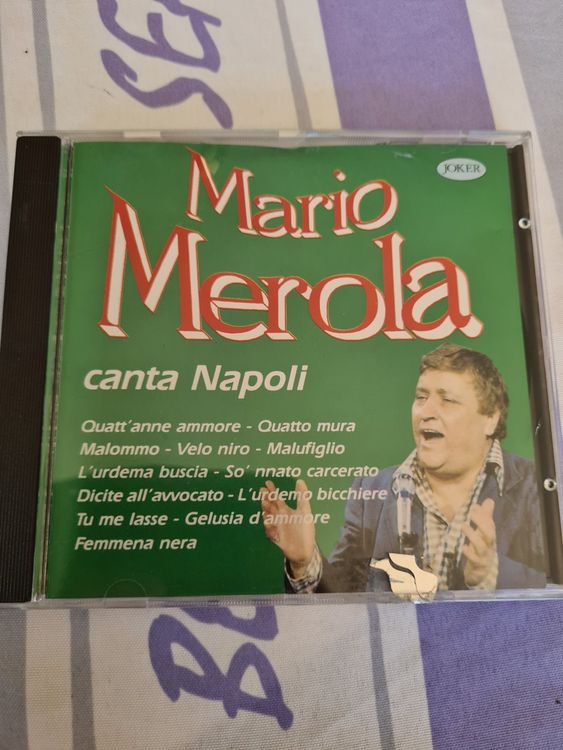 JOKER
Mario
Merola
canta Napoli
Quatt'anne ammore - Quatto mura
Malommo - Velo niro - Malufiglio
L'urdema buscia - So' nnato carcerato
Dicite all'avvocato - L'urdemo bicchiere
Tu me lasse - Gelusia d'ammore
Femmena nera